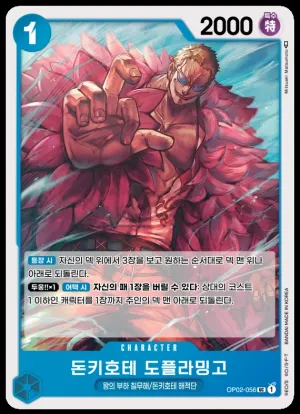 1
2000
특수
特
Mitsuaki Matsumoto
등장 시 자신의 덱 위에서 3장을 보고 원하는 순서대로 덱 맨 위나
아래로 되돌린다.
두웅!!×1 어택 시 자신의 패 1장을 버릴 수 있다: 상대의 코스트
1 이하인 캐릭터를 1장까지 주인의 덱 맨 아래로 되돌린다.
BANDAI MADE IN KOREA
CHARACTER
돈키호테 도플라밍고
왕의 부하 칠무해/돈키호테 해적단
OP02-056 UC 1